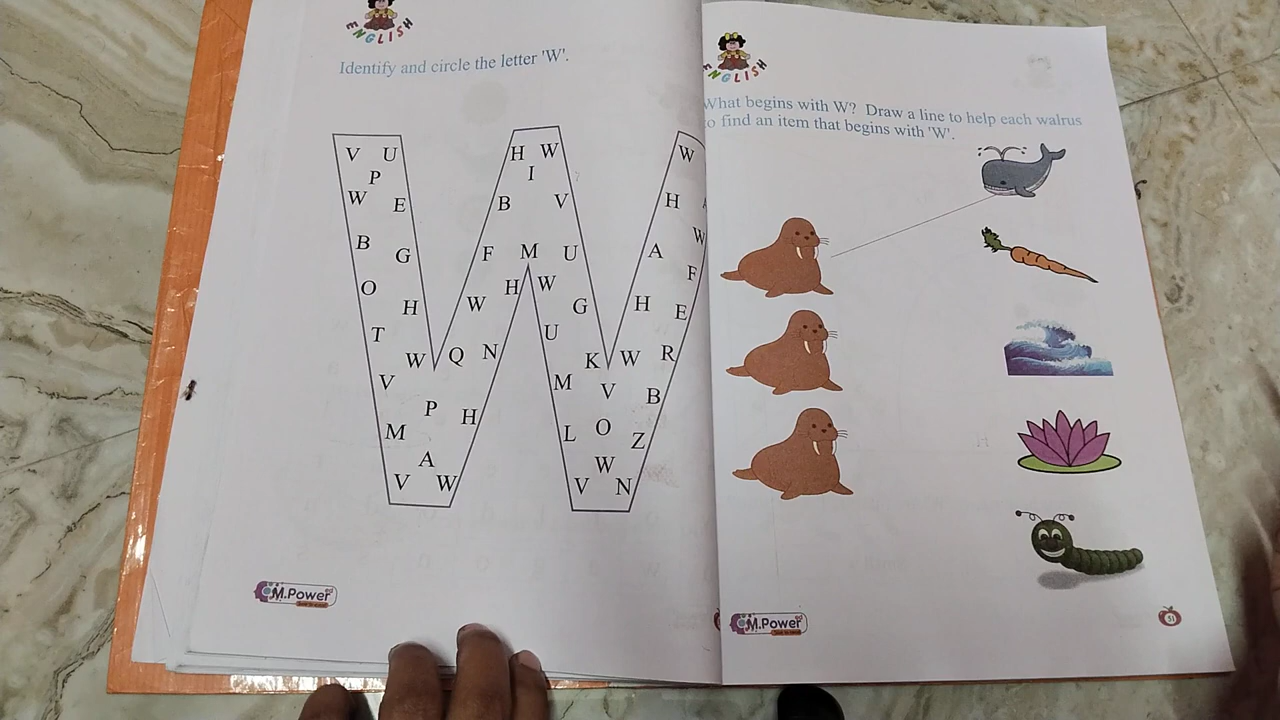 ENGLISH
Identify and circle the letter 'W'.
V U
P
W E
B G
O H
T
W
V
P H
M
A
V W
H W
I
B V
F M U
H W
W G
U
Q N K
M V
L O
W Z
V N
W
H
W
A
F
H E
W R
B
M.Power
ENGLISH
What begins with W? Draw a line to help each walrus
to find an item that begins with 'W'.
M.Power
51